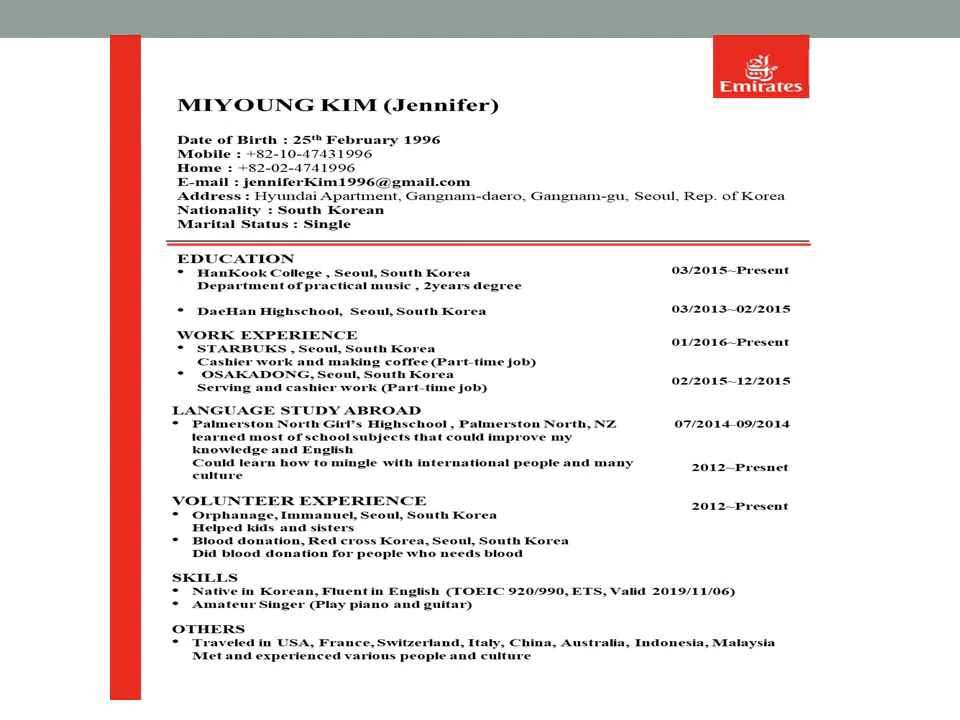 Emirates
MIYOUNG KIM (Jennifer)
Date of Birth : 25th February 1996
Mobile : +82-10-47431996
Home : +82-02-4741996
E-mail : jenniferKim1996@gmail.com
Address : Hyundai Apartment, Gangnam-daero, Gangnam-gu, Seoul, Rep. of Korea
Nationality : South Korean
Marital Status : Single
EDUCATION
• HanKook College , Seoul, South Korea 03/2015~Present
Department of practical music , 2years degree
• DaeHan Highschool, Seoul, South Korea 03/2013~02/2015
WORK EXPERIENCE
• STARBUKS , Seoul, South Korea 01/2016~Present
Cashier work and making coffee (Part-time job)
• OSAKADONG, Seoul, South Korea 02/2015~12/2015
Serving and cashier work (Part-time job)
LANGUAGE STUDY ABROAD
• Palmerston North Girl’s Highschool , Palmerston North, NZ 07/2014-09/2014
learned most of school subjects that could improve my
knowledge and English
Could learn how to mingle with international people and many 2012~Presnet
culture
VOLUNTEER EXPERIENCE 2012~Present
• Orphanage, Immanuel, Seoul, South Korea
Helped kids and sisters
• Blood donation, Red cross Korea, Seoul, South Korea
Did blood donation for people who needs blood
SKILLS
• Native in Korean, Fluent in English (TOEIC 920/990, ETS, Valid 2019/11/06)
• Amateur Singer (Play piano and guitar)
OTHERS
• Traveled in USA, France, Switzerland, Italy, China, Australia, Indonesia, Malaysia
Met and experienced various people and culture